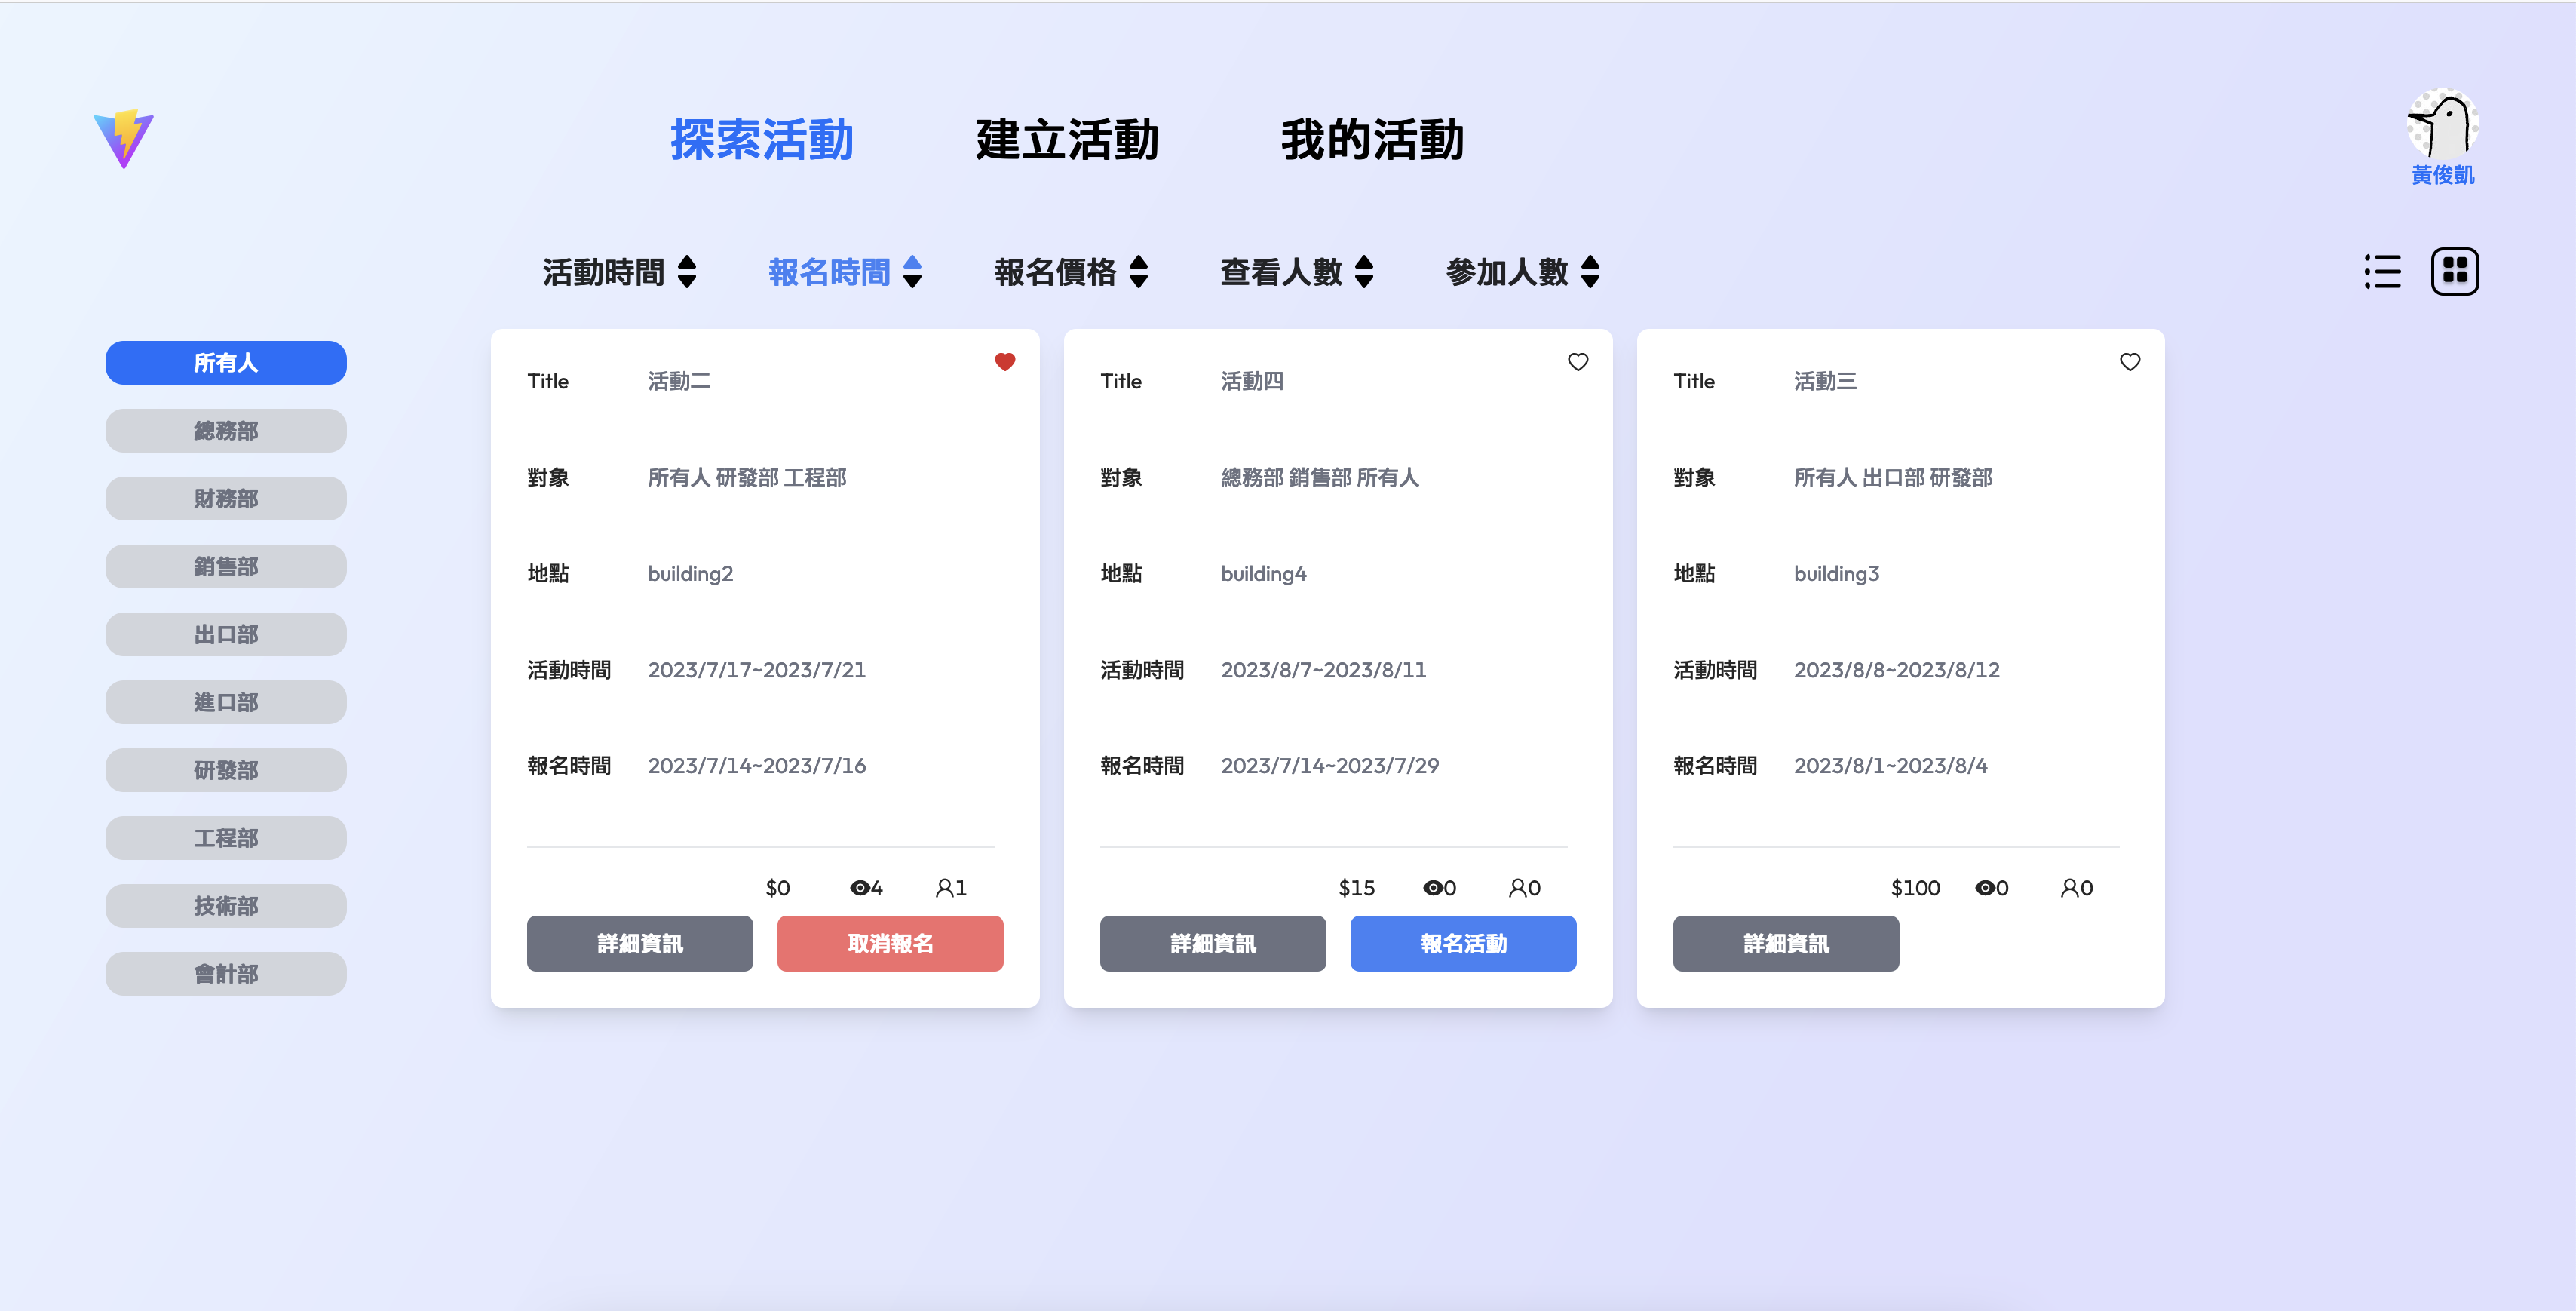 探索活動 建立活動 我的活動
黃俊凱
活動時間 報名時間 報名價格 查看人數 參加人數
所有人
總務部
財務部
銷售部
出口部
進口部
研發部
工程部
技術部
會計部
Title 活動二
對象 所有人 研發部 工程部
地點 building2
活動時間 2023/7/17~2023/7/21
報名時間 2023/7/14~2023/7/16
$0 4 1
詳細資訊 取消報名
Title 活動四
對象 總務部 銷售部 所有人
地點 building4
活動時間 2023/8/7~2023/8/11
報名時間 2023/7/14~2023/7/29
$15 0 0
詳細資訊 報名活動
Title 活動三
對象 所有人 出口部 研發部
地點 building3
活動時間 2023/8/8~2023/8/12
報名時間 2023/8/1~2023/8/4
$100 0 0
詳細資訊